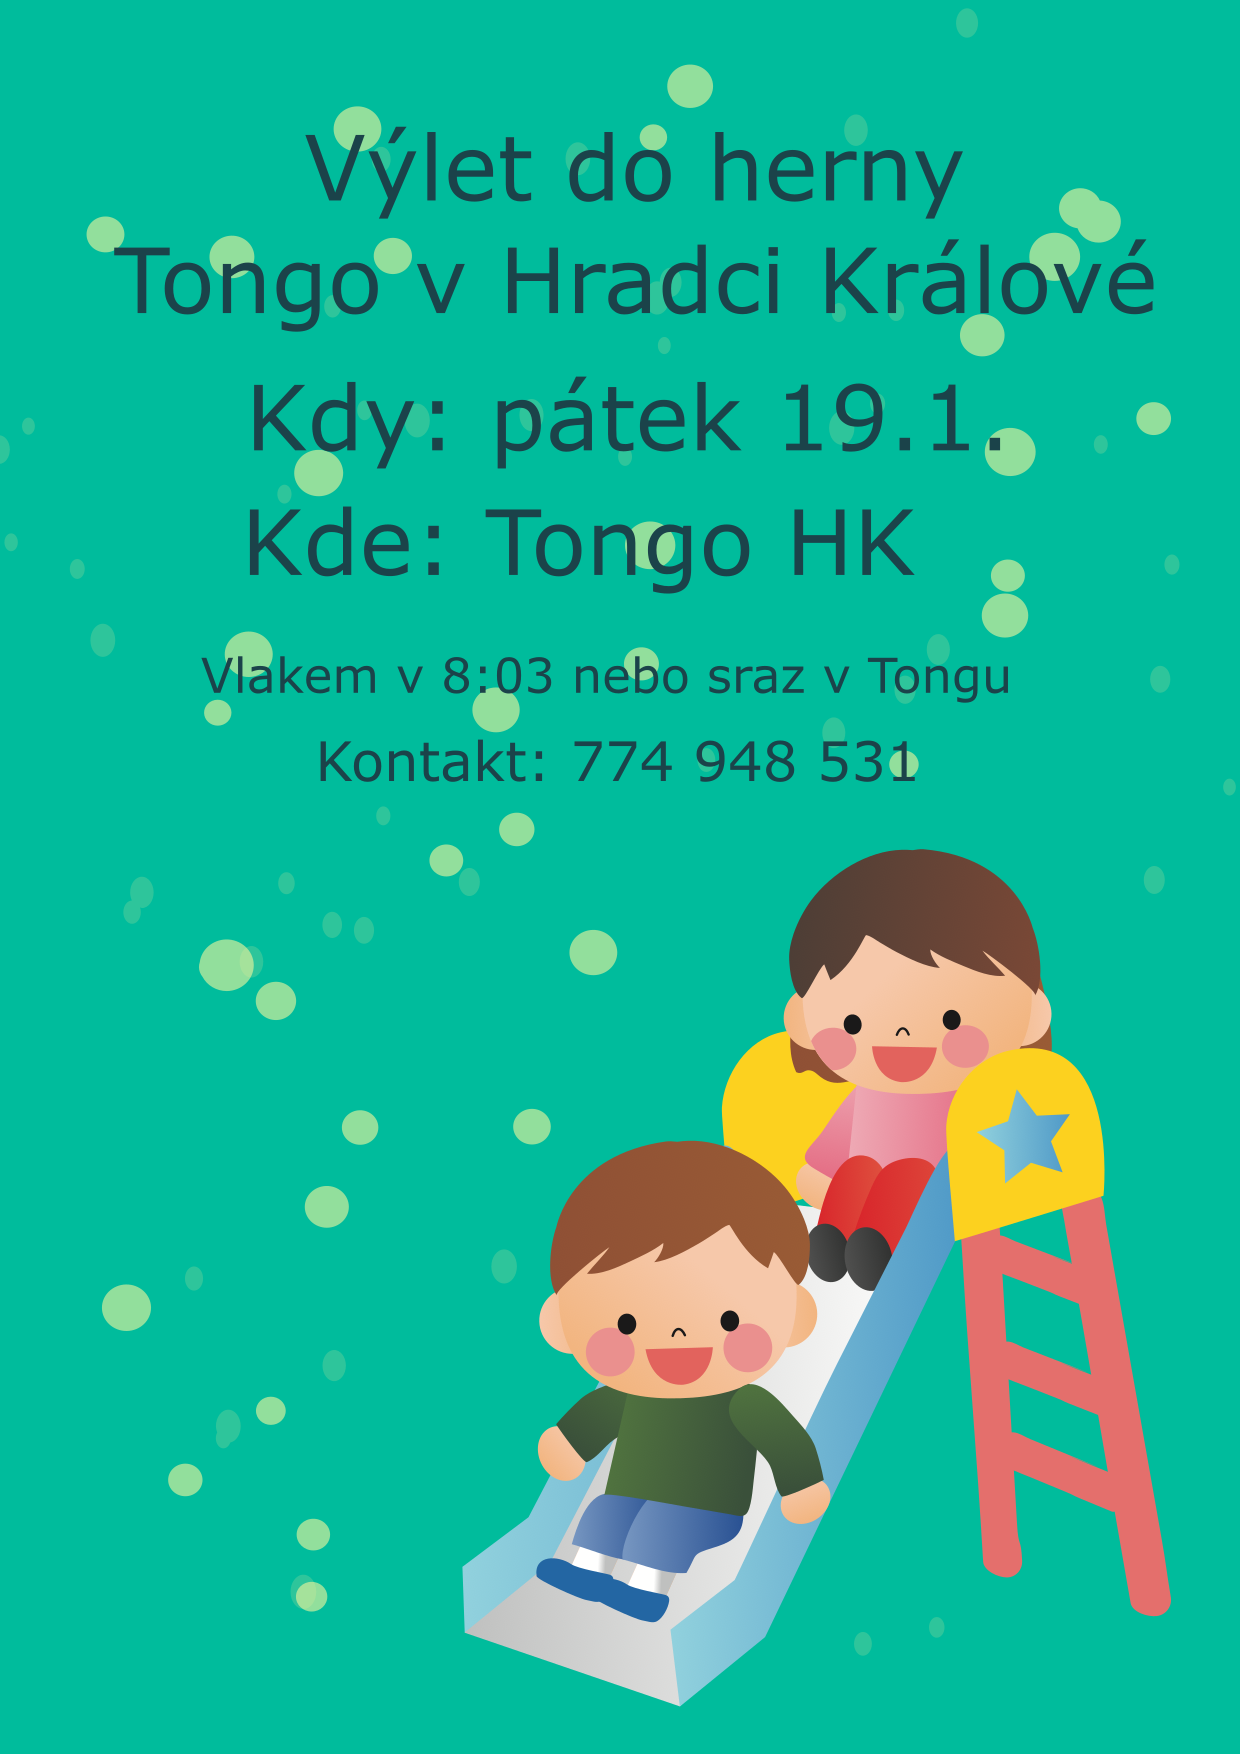 Výlet do herny
Tongo v Hradci Králové
Kdy: pátek 19.1.
Kde: Tongo HK
Vlakem v 8:03 nebo sraz v Tongu
Kontakt: 774 948 531